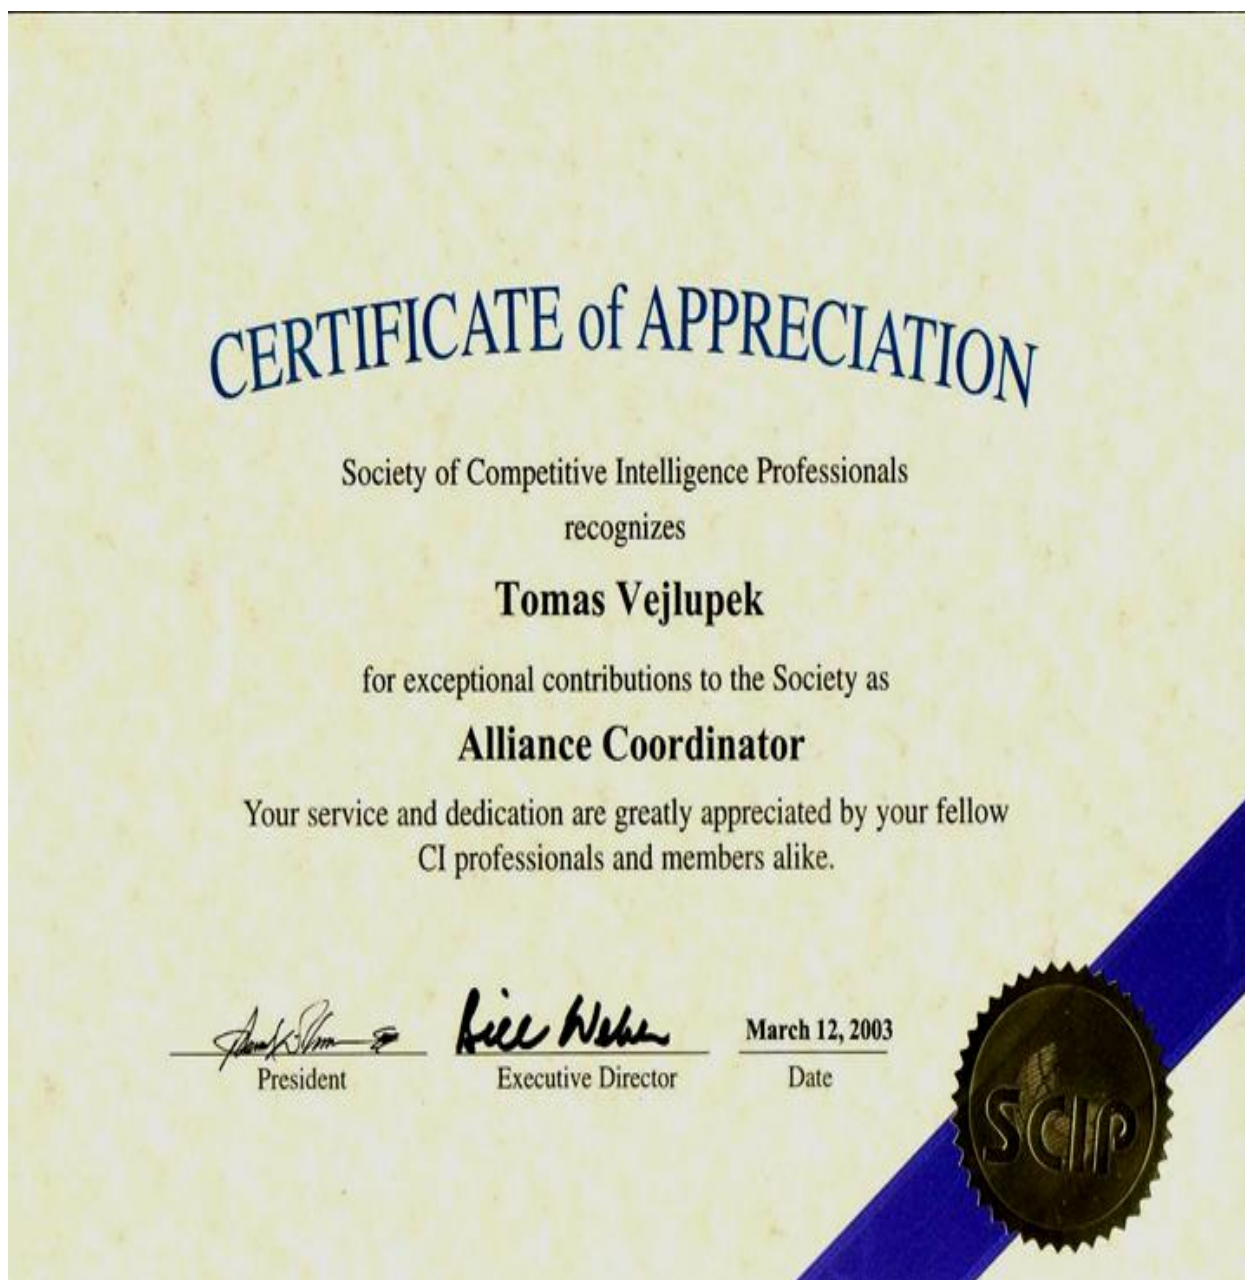 CERTIFICATE of APPRECIATION
Society of Competitive Intelligence Professionals
recognizes
Tomas Vejlupek
for exceptional contributions to the Society as
Alliance Coordinator
Your service and dedication are greatly appreciated by your fellow
CI professionals and members alike.
Bill Weber
March 12, 2003
President
Executive Director
Date
SCIP